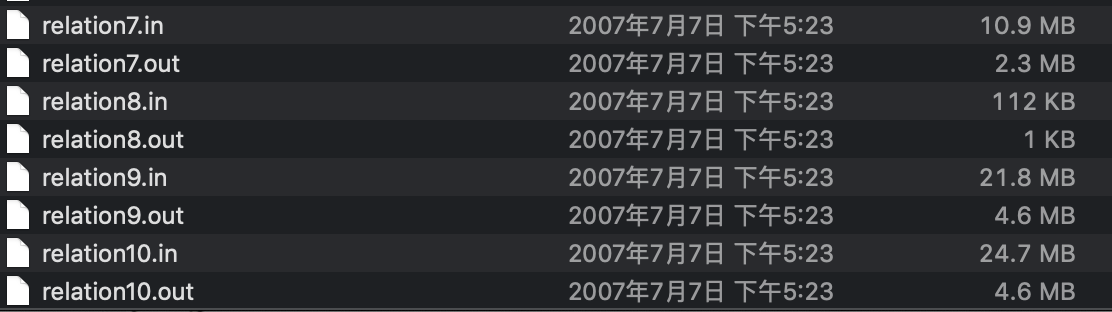 relation7.in 2007年7月7日 下午5:23 10.9 MB
relation7.out 2007年7月7日 下午5:23 2.3 MB
relation8.in 2007年7月7日 下午5:23 112 KB
relation8.out 2007年7月7日 下午5:23 1 KB
relation9.in 2007年7月7日 下午5:23 21.8 MB
relation9.out 2007年7月7日 下午5:23 4.6 MB
relation10.in 2007年7月7日 下午5:23 24.7 MB
relation10.out 2007年7月7日 下午5:23 4.6 MB